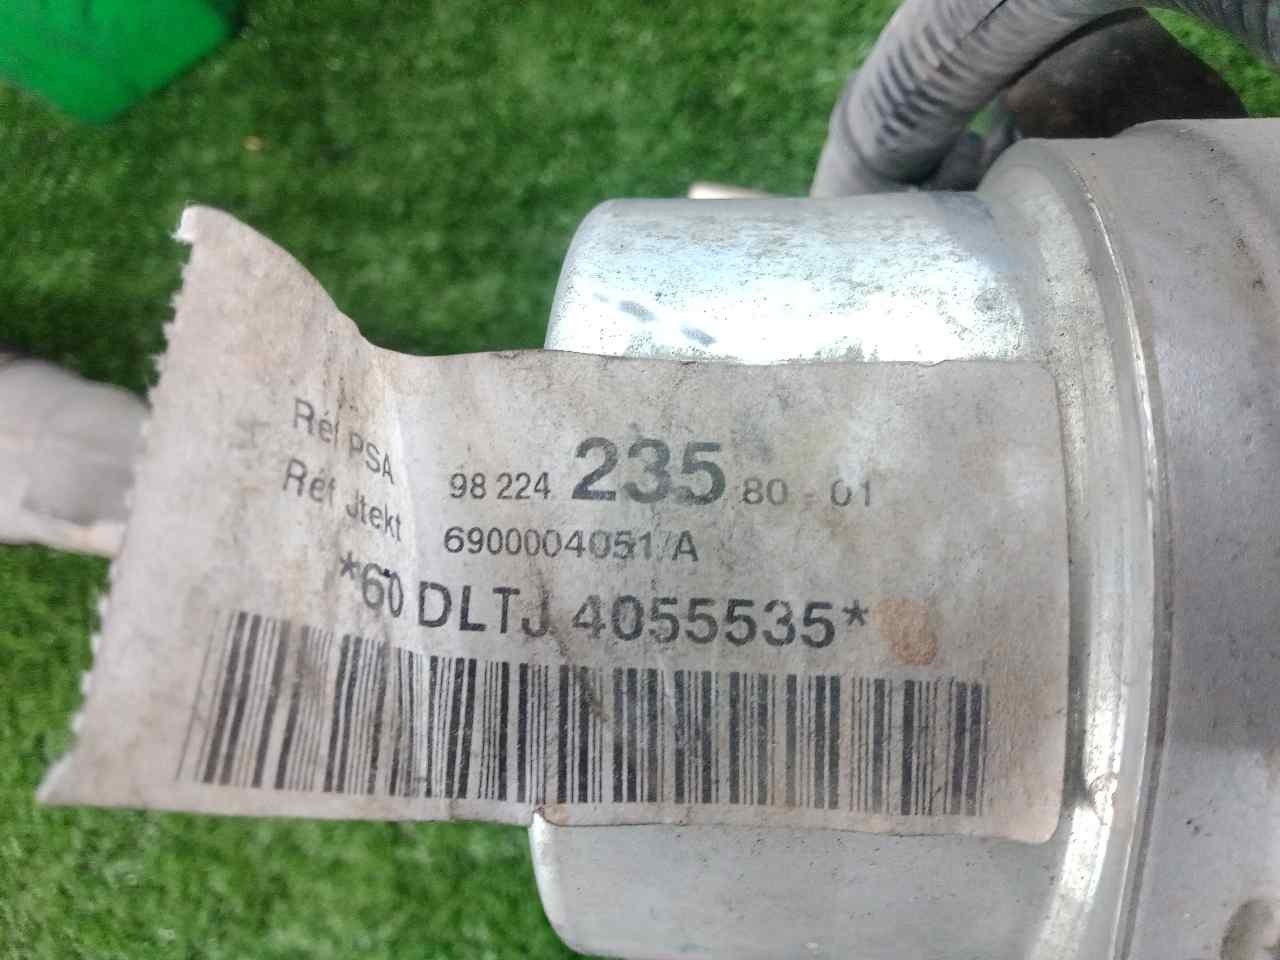 Réf PSA 98 224 235 80 - 01
Réf Jtekt 6900004051/A
*60 DLTJ 4055535*